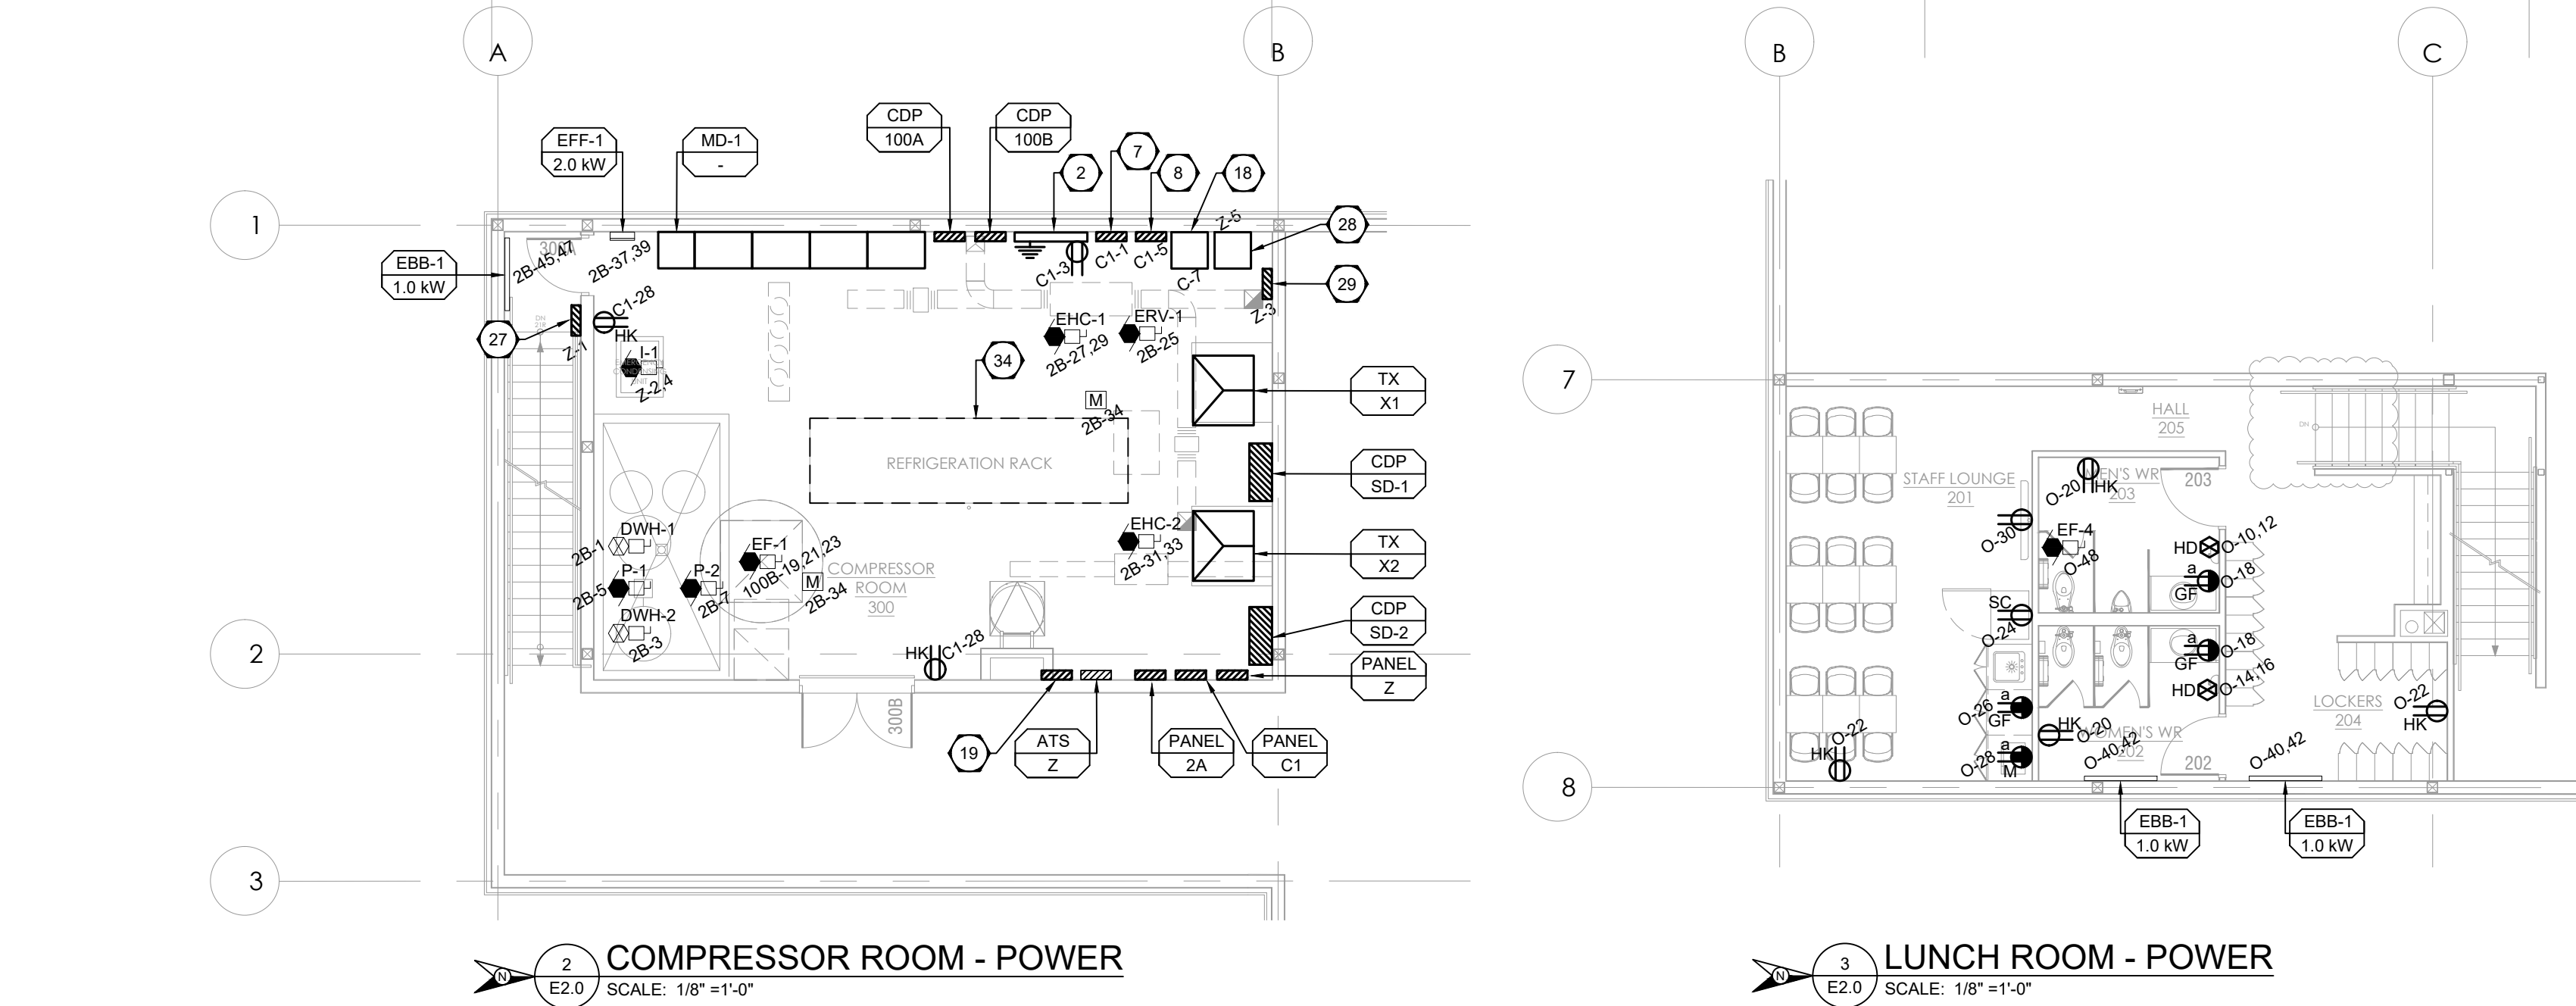 A
B
1
2
3
EFF-1
2.0 kW
MD-1
-
CDP
100A
CDP
100B
2
7
8
18
28
29
EBB-1
1.0 kW
27
300A
2B-45,47
2B-37,39
C1-3
C1-1
C1-5
C-7
Z-5
Z-3
C1-28
HK
DN
21R
Z-1
I-1
Z-2,4
EHC-1
2B-27,29
ERV-1
2B-25
34
M
2B-34
TX
X1
REFRIGERATION RACK
CDP
SD-1
DWH-1
2B-1
P-1
2B-5
P-2
2B-7
DWH-2
2B-3
EF-1
100B-19,21,23
M
2B-34
COMPRESSOR
ROOM
300
EHC-2
2B-31,33
TX
X2
CDP
SD-2
HK
C1-28
PANEL
Z
300B
19
ATS
Z
PANEL
2A
PANEL
C1
N
2
E2.0
COMPRESSOR ROOM - POWER
SCALE: 1/8" =1'-0"
B
C
7
8
HALL
205
DN
STAFF LOUNGE
201
MEN'S WR
203
203
O-20
HK
O-30
EF-4
O-48
HD
O-10,12
a
O-18
GF
SC
O-24
a
O-18
GF
HD
O-14,16
a
O-26
GF
a
O-28
M
HK
O-20
WOMEN'S WR
202
202
O-40,42
O-40,42
LOCKERS
204
O-22
HK
O-22
HK
EBB-1
1.0 kW
EBB-1
1.0 kW
N
3
E2.0
LUNCH ROOM - POWER
SCALE: 1/8" =1'-0"